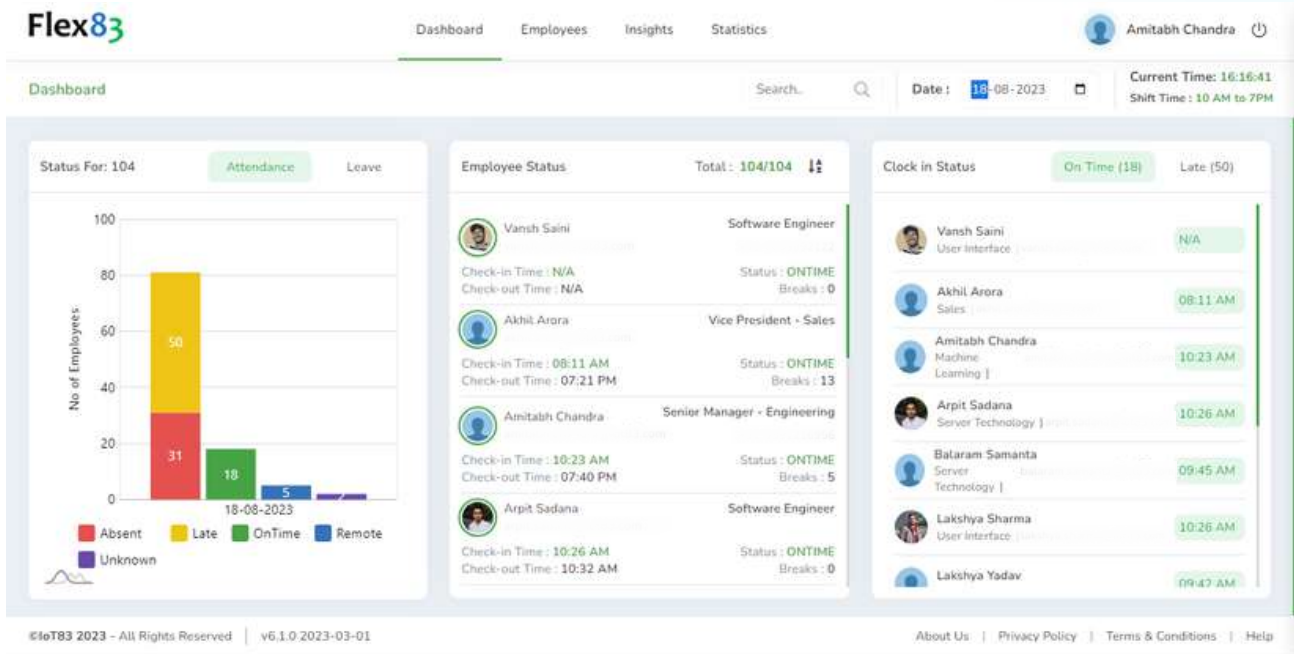 Flex83
Dashboard Employees Insights Statistics
Amitabh Chandra
Dashboard
Search..
Date : 18-08-2023
Current Time: 16:16:41
Shift Time : 10 AM to 7PM
Status For: 104
Attendance Leave
100
80
60
40
20
0
No of Employees
50
31
18
5
2
18-08-2023
Absent Late OnTime Remote
Unknown
Employee Status Total : 104/104
Vansh Saini Software Engineer
Check-in Time : N/A Status : ONTIME
Check-out Time : N/A Breaks : 0
Akhil Arora Vice President - Sales
Check-in Time : 08:11 AM Status : ONTIME
Check-out Time : 07:21 PM Breaks : 13
Amitabh Chandra Senior Manager - Engineering
Check-in Time : 10:23 AM Status : ONTIME
Check-out Time : 07:40 PM Breaks : 5
Arpit Sadana Software Engineer
Check-in Time : 10:26 AM Status : ONTIME
Check-out Time : 10:32 AM Breaks : 0
Clock in Status On Time (18) Late (50)
Vansh Saini
User Interface |
N/A
Akhil Arora
Sales
08:11 AM
Amitabh Chandra
Machine
Learning |
10:23 AM
Arpit Sadana
Server Technology |
10:26 AM
Balaram Samanta
Server
Technology |
09:45 AM
Lakshya Sharma
User Interface
10:26 AM
Lakshya Yadav
09:42 AM
©IoT83 2023 - All Rights Reserved | v6.1.0 2023-03-01
About Us | Privacy Policy | Terms & Conditions | Help